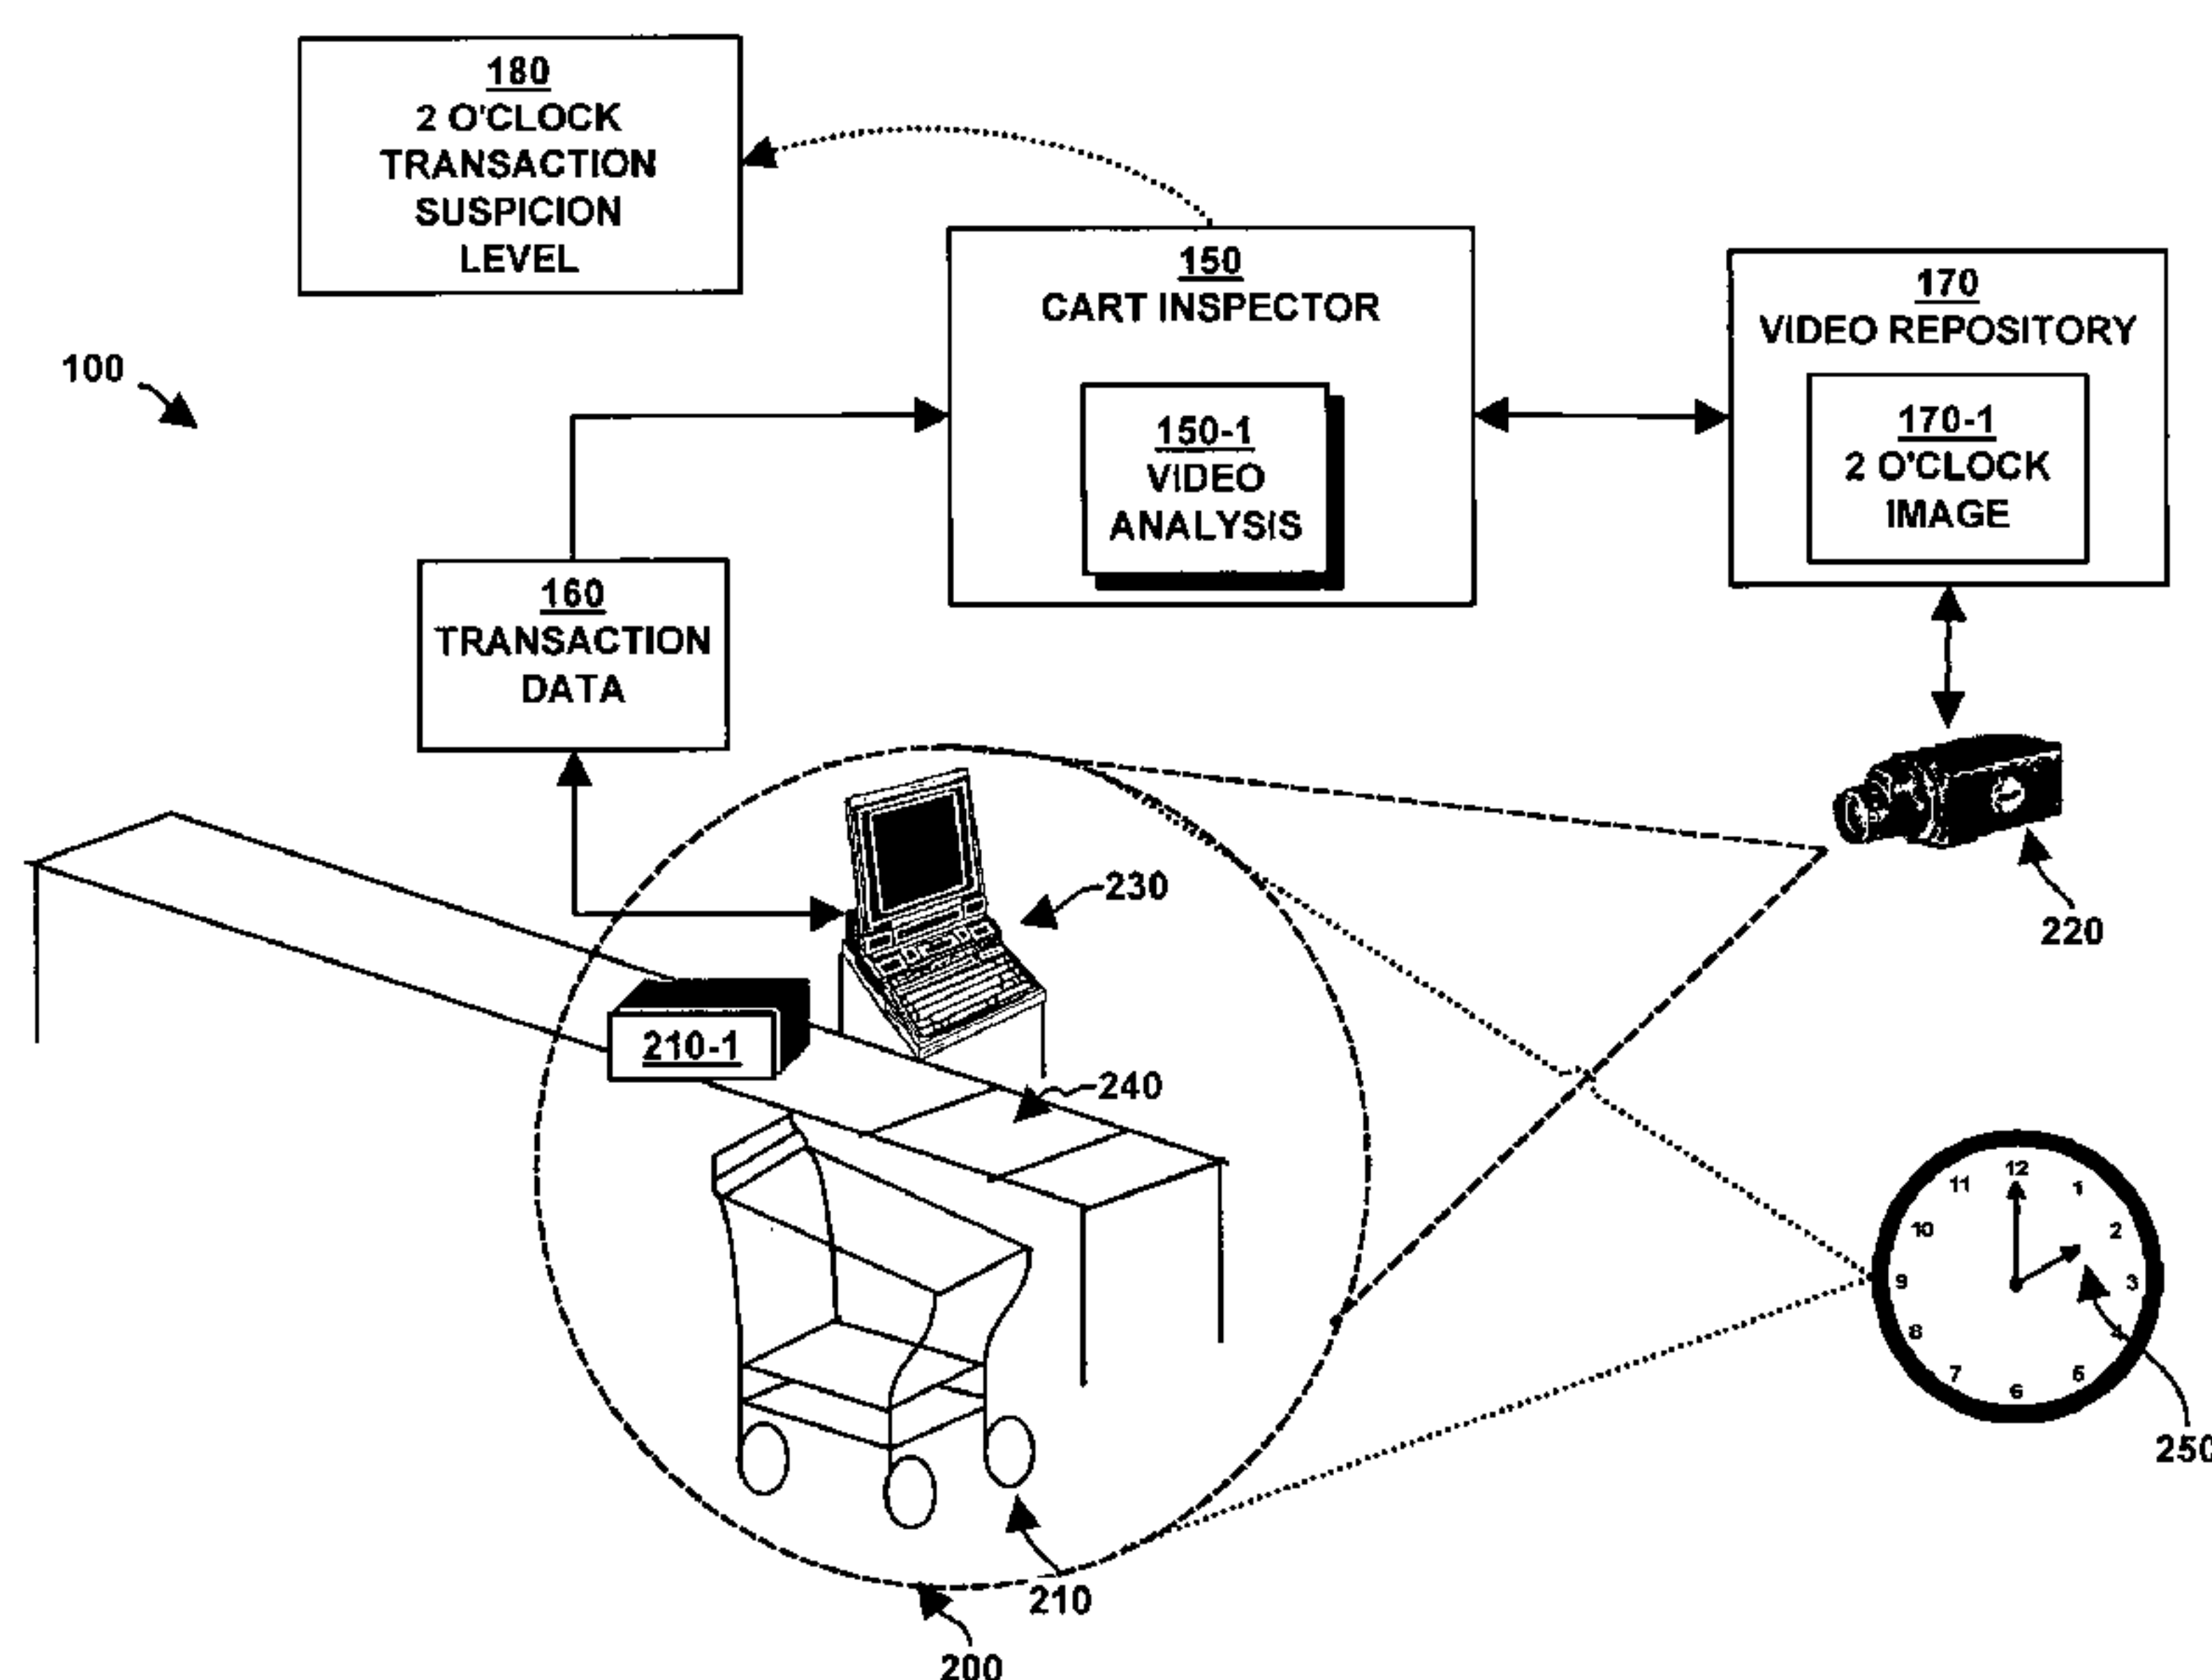 180
2 O'CLOCK
TRANSACTION
SUSPICION
LEVEL
150
CART INSPECTOR
150-1
VIDEO
ANALYSIS
170
VIDEO REPOSITORY
170-1
2 O'CLOCK
IMAGE
100
160
TRANSACTION
DATA
230
220
210-1
240
12
1
2
3
4
5
6
7
8
9
10
11
250
210
200